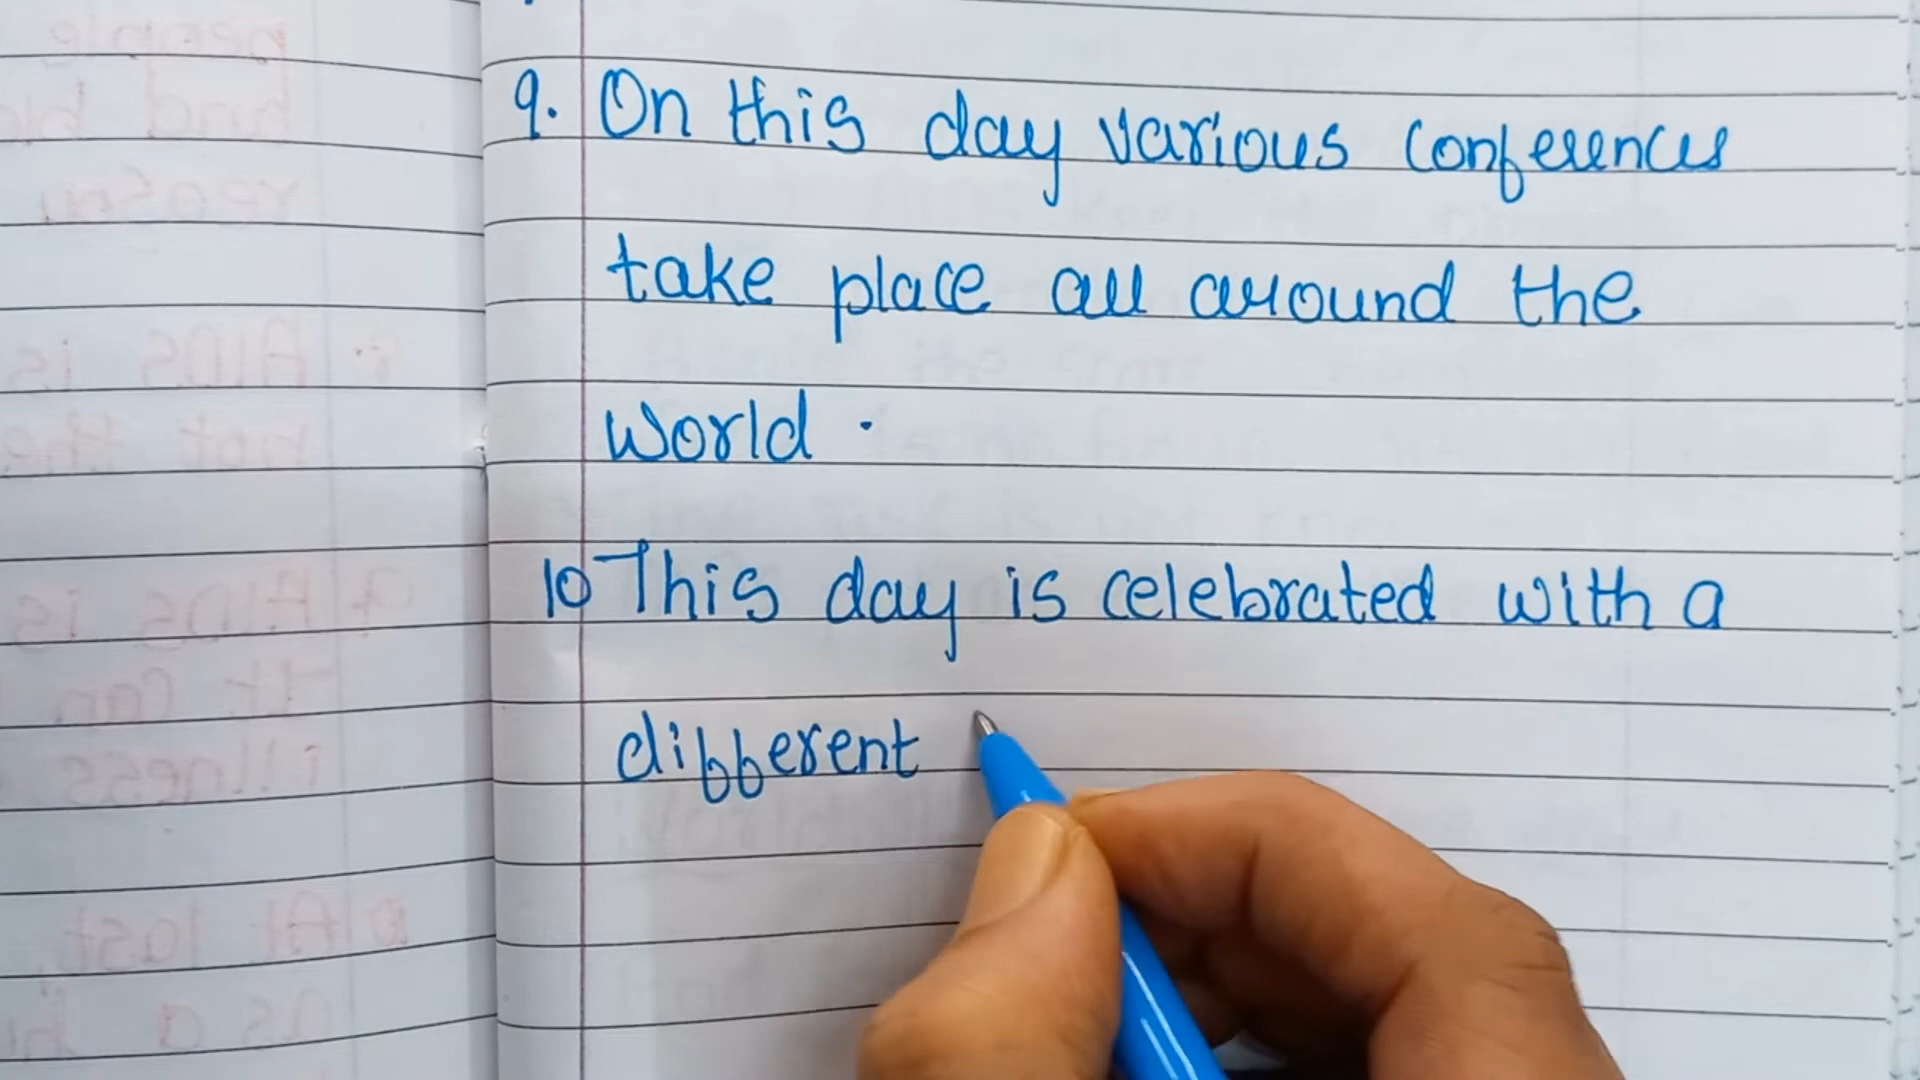 9. On this day various conferences
take place all around the
world.
10 This day is celebrated with a
different